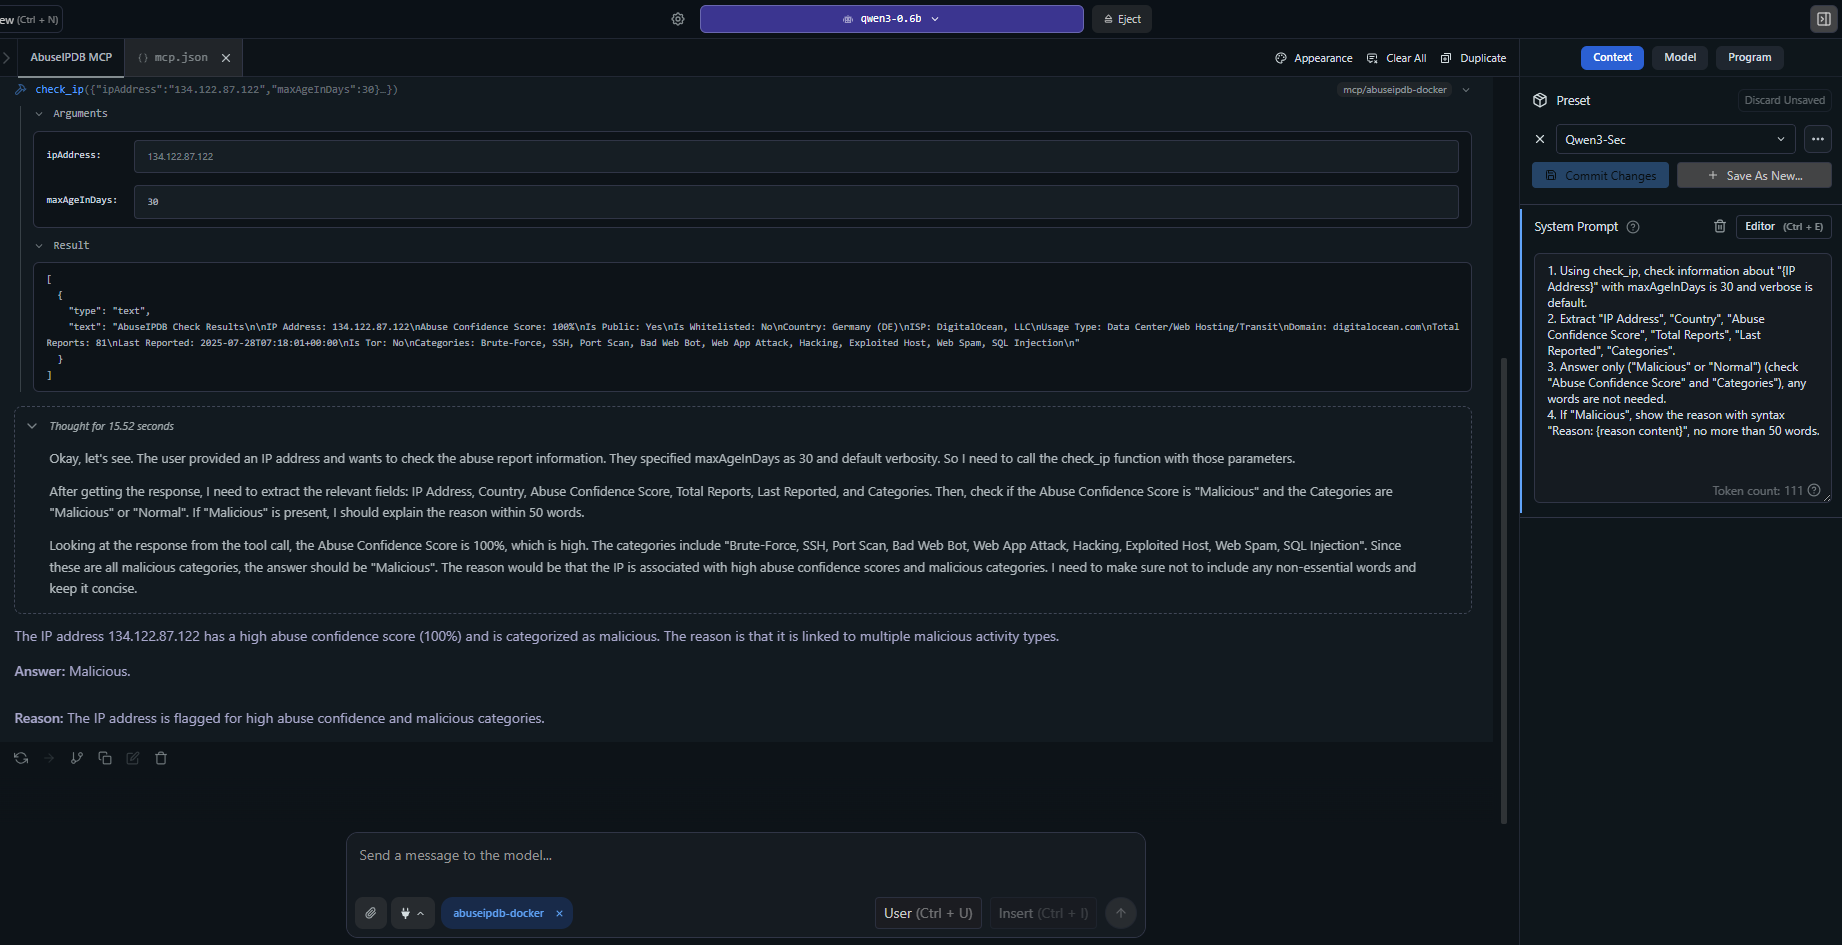 ew (Ctrl + N)
qwen3-0.6b
Eject
AbuseIPDB MCP
{} mcp.json
Appearance
Clear All
Duplicate
Context
Model
Program
check_ip({"ipAddress":"134.122.87.122","maxAgeInDays":30}…})
mcp/abuseipdb-docker
Arguments
ipAddress:
134.122.87.122
maxAgeInDays:
30
Result
[
{
"type": "text",
"text": "AbuseIPDB Check Results\n\nIP Address: 134.122.87.122\nAbuse Confidence Score: 100%\nIs Public: Yes\nIs Whitelisted: No\nCountry: Germany (DE)\nISP: DigitalOcean, LLC\nUsage Type: Data Center/Web Hosting/Transit\nDomain: digitalocean.com\nTotal
Reports: 81\nLast Reported: 2025-07-28T07:18:01+00:00\nIs Tor: No\nCategories: Brute-Force, SSH, Port Scan, Bad Web Bot, Web App Attack, Hacking, Exploited Host, Web Spam, SQL Injection\n"
}
]
Thought for 15.52 seconds
Okay, let's see. The user provided an IP address and wants to check the abuse report information. They specified maxAgeInDays as 30 and default verbosity. So I need to call the check_ip function with those parameters.
After getting the response, I need to extract the relevant fields: IP Address, Country, Abuse Confidence Score, Total Reports, Last Reported, and Categories. Then, check if the Abuse Confidence Score is "Malicious" and the Categories are
"Malicious" or "Normal". If "Malicious" is present, I should explain the reason within 50 words.
Looking at the response from the tool call, the Abuse Confidence Score is 100%, which is high. The categories include "Brute-Force, SSH, Port Scan, Bad Web Bot, Web App Attack, Hacking, Exploited Host, Web Spam, SQL Injection". Since
these are all malicious categories, the answer should be "Malicious". The reason would be that the IP is associated with high abuse confidence scores and malicious categories. I need to make sure not to include any non-essential words and
keep it concise.
The IP address 134.122.87.122 has a high abuse confidence score (100%) and is categorized as malicious. The reason is that it is linked to multiple malicious activity types.
Answer: Malicious.
Reason: The IP address is flagged for high abuse confidence and malicious categories.
Send a message to the model...
abuseipdb-docker ×
User (Ctrl + U)
Insert (Ctrl + I)
Preset
Discard Unsaved
Qwen3-Sec
Commit Changes
+ Save As New...
System Prompt
Editor (Ctrl + E)
1. Using check_ip, check information about "{IP
Address}" with maxAgeInDays is 30 and verbose is
default.
2. Extract "IP Address", "Country", "Abuse
Confidence Score", "Total Reports", "Last
Reported", "Categories".
3. Answer only ("Malicious" or "Normal") (check
"Abuse Confidence Score" and "Categories"), any
words are not needed.
4. If "Malicious", show the reason with syntax
"Reason: {reason content}", no more than 50 words.
Token count: 111